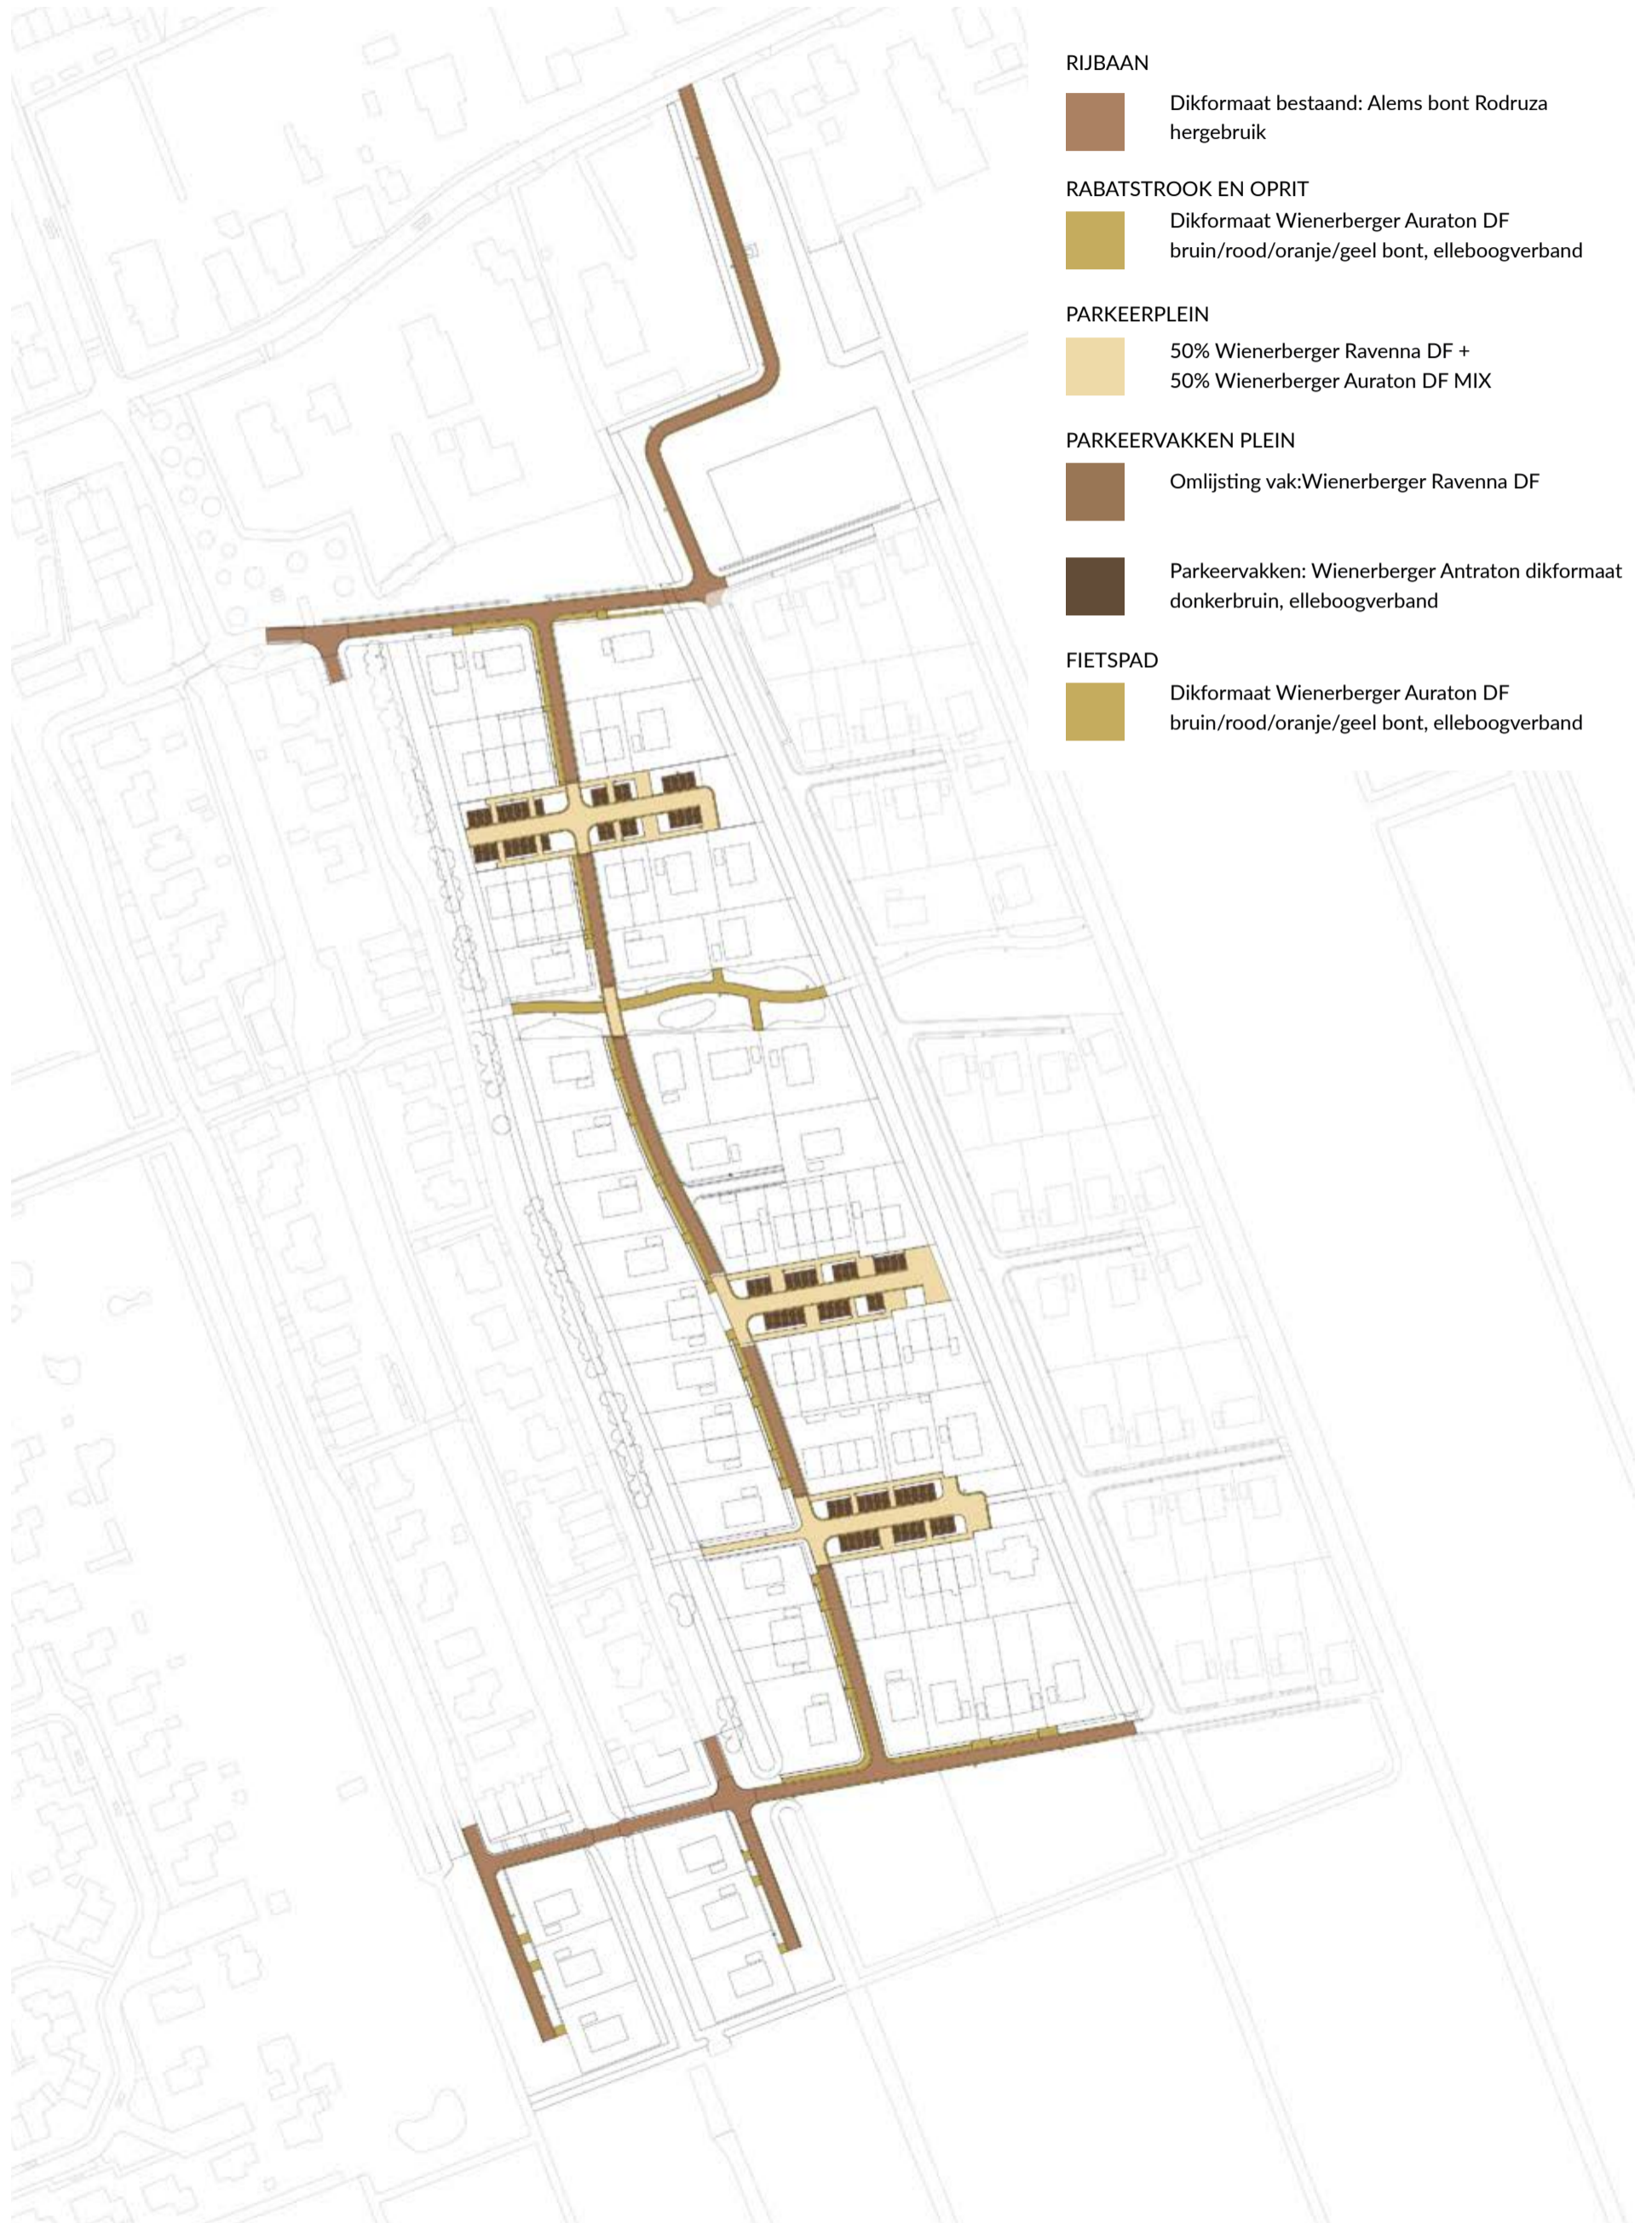 RIJBAAN
Dikformaat bestaand: Alems bont Rodruza
hergebruik
RABATSTROOK EN OPRIT
Dikformaat Wienerberger Auraton DF
bruin/rood/oranje/geel bont, elleboogverband
PARKEERPLEIN
50% Wienerberger Ravenna DF +
50% Wienerberger Auraton DF MIX
PARKEERVAKKEN PLEIN
Omlijsting vak:Wienerberger Ravenna DF
Parkeervakken: Wienerberger Antraton dikformaat
donkerbruin, elleboogverband
FIETSPAD
Dikformaat Wienerberger Auraton DF
bruin/rood/oranje/geel bont, elleboogverband